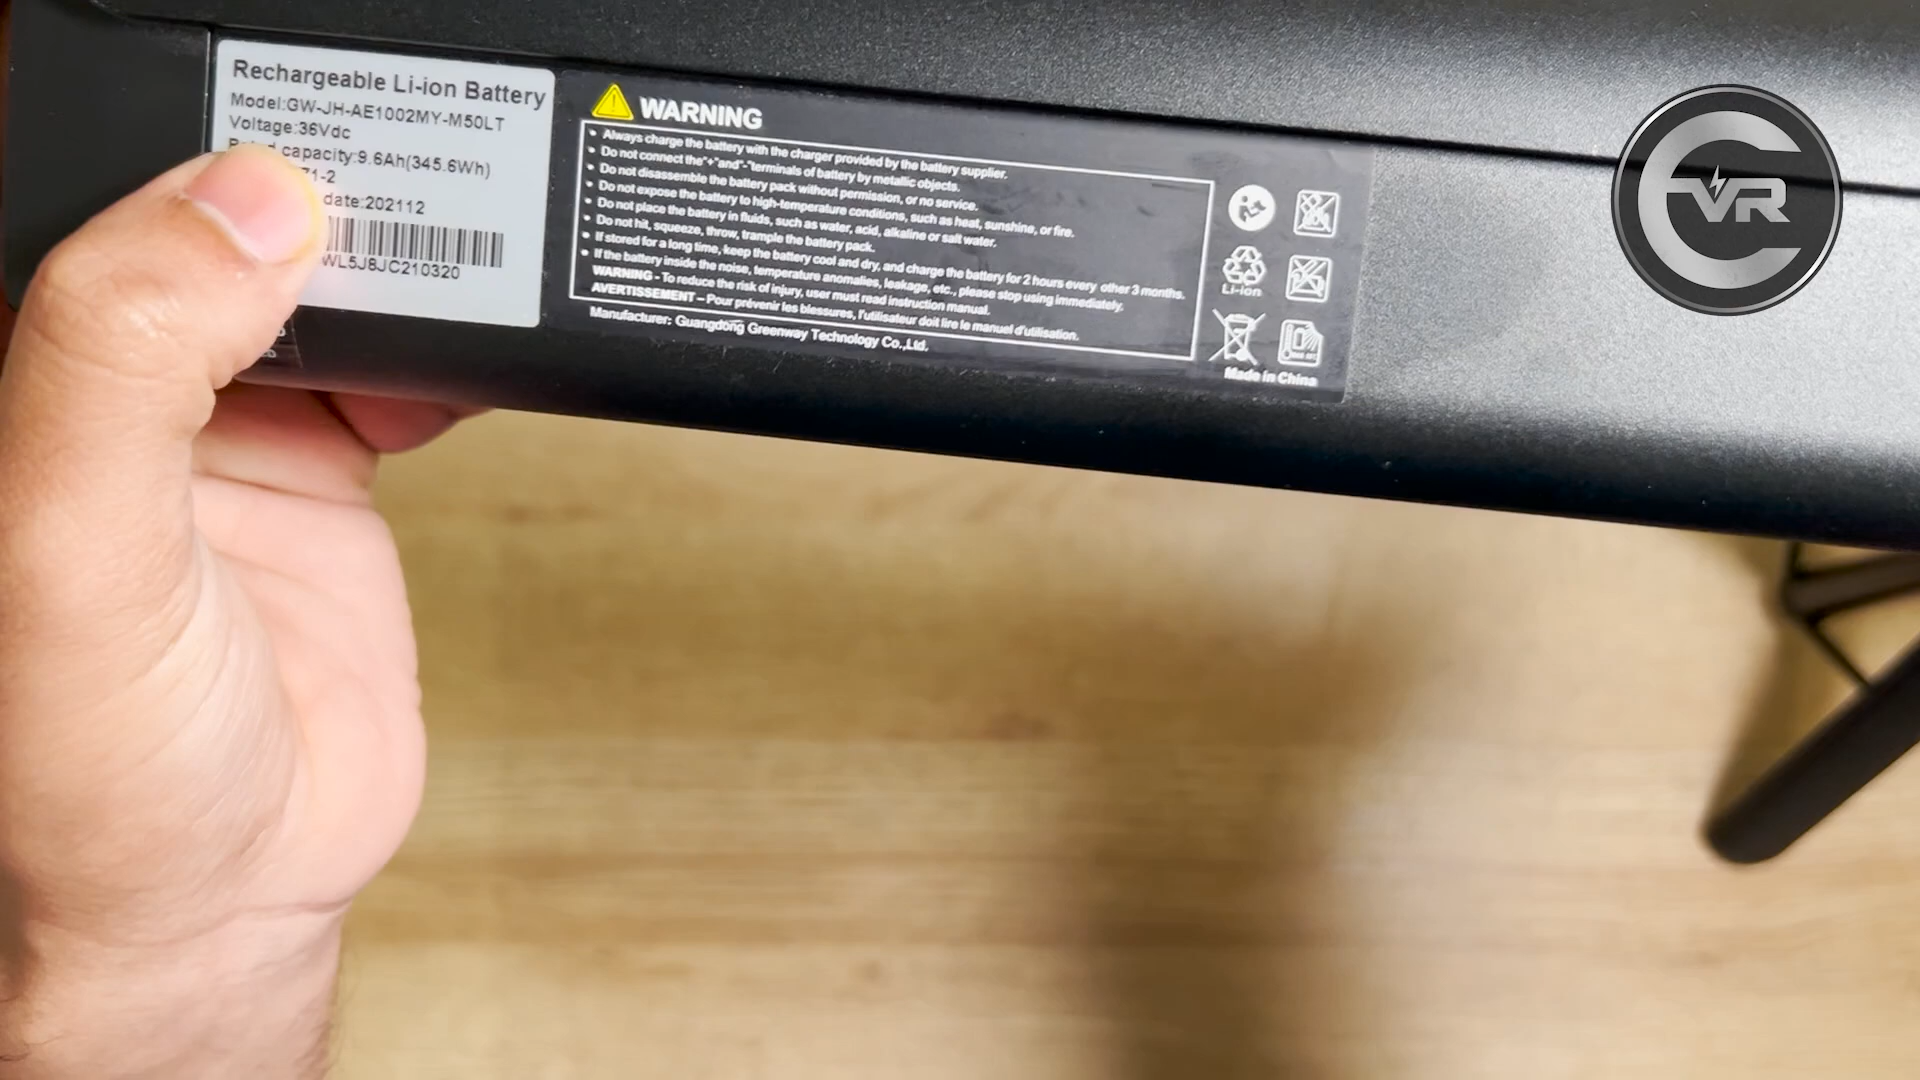 Rechargeable Li-ion Battery
Model:GW-JH-AE1002MY-M50LT
Voltage:36Vdc
capacity:9.6Ah(345.6Wh)
71-2
date:202112
WL5J8JC210320
WARNING
• Always charge the battery with the charger provided by the battery supplier.
• Do not connect the"+"and"-"terminals of battery by metallic objects.
• Do not disassemble the battery pack without permission, or no service.
• Do not expose the battery to high-temperature conditions, such as heat, sunshine, or fire.
• Do not place the battery in fluids, such as water, acid, alkaline or salt water.
• Do not hit, squeeze, throw, trample the battery pack.
• If stored for a long time, keep the battery cool and dry, and charge the battery for 2 hours every other 3 months.
• If the battery inside the noise, temperature anomalies, leakage, etc., please stop using immediately.
WARNING - To reduce the risk of injury, user must read instruction manual.
AVERTISSEMENT – Pour prévenir les blessures, l'utilisateur doit lire le manuel d'utilisation.
Manufacturer: Guangdong Greenway Technology Co.,Ltd.
Li-ion
Made in China
VR